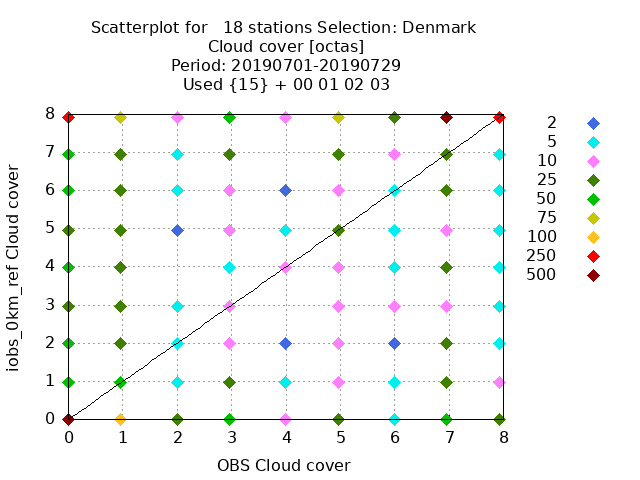 Scatterplot for   18 stations Selection: Denmark
Cloud cover [octas]
Period: 20190701-20190729
Used {15} + 00 01 02 03
iobs_0km_ref Cloud cover
8
7
6
5
4
3
2
1
0
0 1 2 3 4 5 6 7 8
OBS Cloud cover
2
5
10
25
50
75
100
250
500